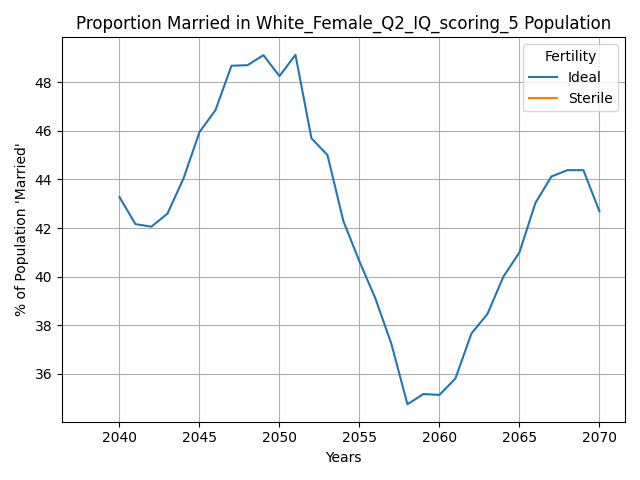 Proportion Married in White_Female_Q2_IQ_scoring_5 Population
Fertility
Ideal
Sterile
% of Population 'Married'
48
46
44
42
40
38
36
2040
2045
2050
2055
2060
2065
2070
Years